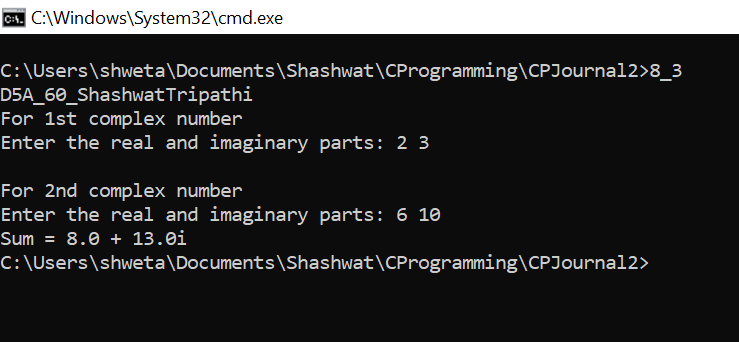 C:\Windows\System32\cmd.exe
C:\Users\shweta\Documents\Shashwat\CProgramming\CPJournal2>8_3
D5A_60_ShashwatTripathi
For 1st complex number
Enter the real and imaginary parts: 2 3
For 2nd complex number
Enter the real and imaginary parts: 6 10
Sum = 8.0 + 13.0i
C:\Users\shweta\Documents\Shashwat\CProgramming\CPJournal2>